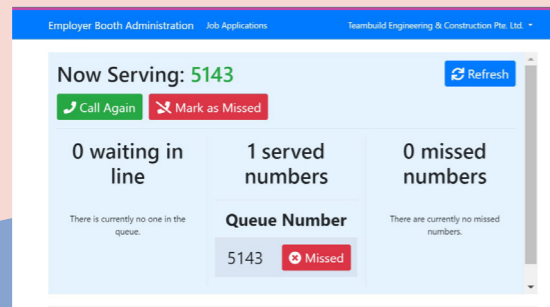 Employer Booth Administration Job Applications Teambuild Engineering & Construction Pte. Ltd.
Now Serving: 5143
Refresh
Call Again
Mark as Missed
0 waiting in
line
There is currently no one in the
queue.
1 served
numbers
Queue Number
5143 Missed
0 missed
numbers
There are currently no missed
numbers.